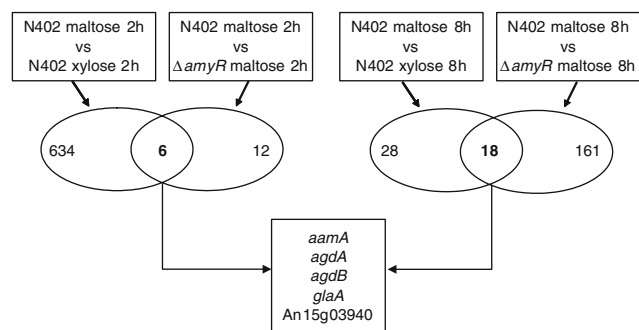 N402 maltose 2h
vs
N402 xylose 2h
N402 maltose 2h
vs
ΔamyR maltose 2h
N402 maltose 8h
vs
N402 xylose 8h
N402 maltose 8h
vs
ΔamyR maltose 8h
634
6
12
28
18
161
aamA
agdA
agdB
glaA
An15g03940